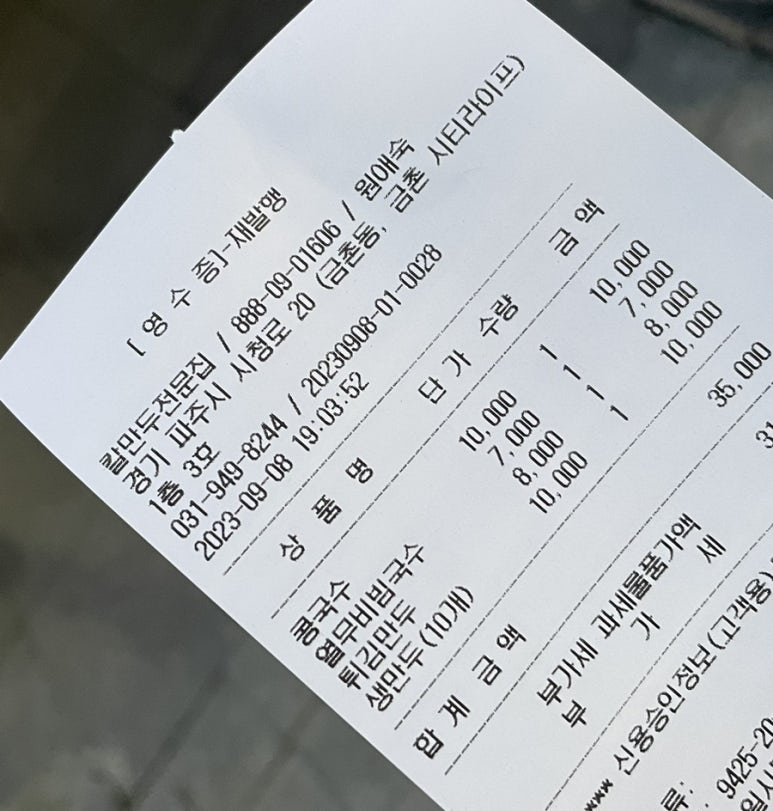 [ 영 수 증]-재발행
칼만두전문집 / 888-09-01606 / 원애숙
경기 파주시 시청로 20 (금촌동, 금촌 시티라이프)
1층 3호
031-949-8244 / 20230908-01-0028
2023-09-08 19:03:52
상 품 명 단 가 수량 금 액
콩국수 10,000 1 10,000
열무비빔국수 7,000 1 7,000
튀김만두 8,000 1 8,000
생만두(10개) 10,000 1 10,000
합 계 금 액 35,000
부가세 과세물품가액 31
부 가 세
*** 신용승인정보(고객용)
류: 9425-20